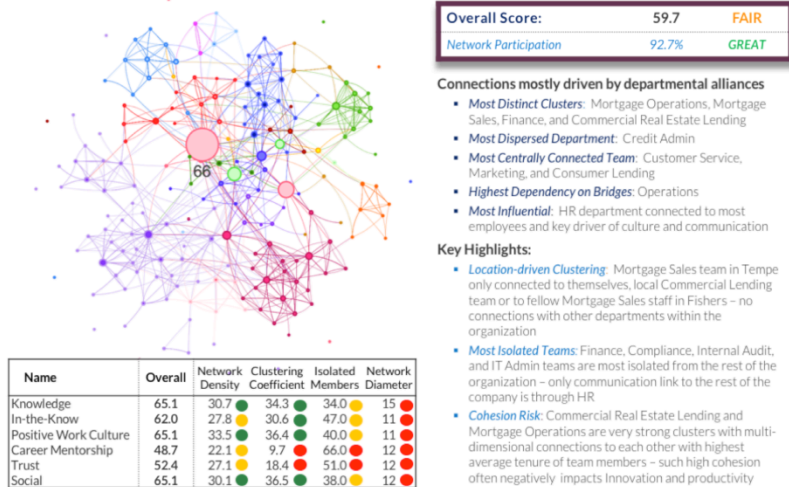 66
Overall Score: 59.7 FAIR
Network Participation 92.7% GREAT
Connections mostly driven by departmental alliances
▪ Most Distinct Clusters: Mortgage Operations, Mortgage
Sales, Finance, and Commercial Real Estate Lending
▪ Most Dispersed Department: Credit Admin
▪ Most Centrally Connected Team: Customer Service,
Marketing, and Consumer Lending
▪ Highest Dependency on Bridges: Operations
▪ Most Influential: HR department connected to most
employees and key driver of culture and communication
Key Highlights:
▪ Location-driven Clustering: Mortgage Sales team in Tempe
only connected to themselves, local Commercial Lending
team or to fellow Mortgage Sales staff in Fishers – no
connections with other departments within the
organization
▪ Most Isolated Teams: Finance, Compliance, Internal Audit,
and IT Admin teams are most isolated from the rest of the
organization – only communication link to the rest of the
company is through HR
▪ Cohesion Risk: Commercial Real Estate Lending and
Mortgage Operations are very strong clusters with multi-
dimensional connections to each other with highest
average tenure of team members – such high cohesion
often negatively impacts Innovation and productivity
Name Overall Network Density Clustering Coefficient Isolated Members Network Diameter
Knowledge 65.1 30.7 34.3 34.0 15
In-the-Know 62.0 27.8 30.6 47.0 11
Positive Work Culture 65.1 33.5 36.4 40.0 11
Career Mentorship 48.7 22.1 9.7 66.0 12
Trust 52.4 27.1 18.4 51.0 12
Social 65.1 30.1 36.5 38.0 12